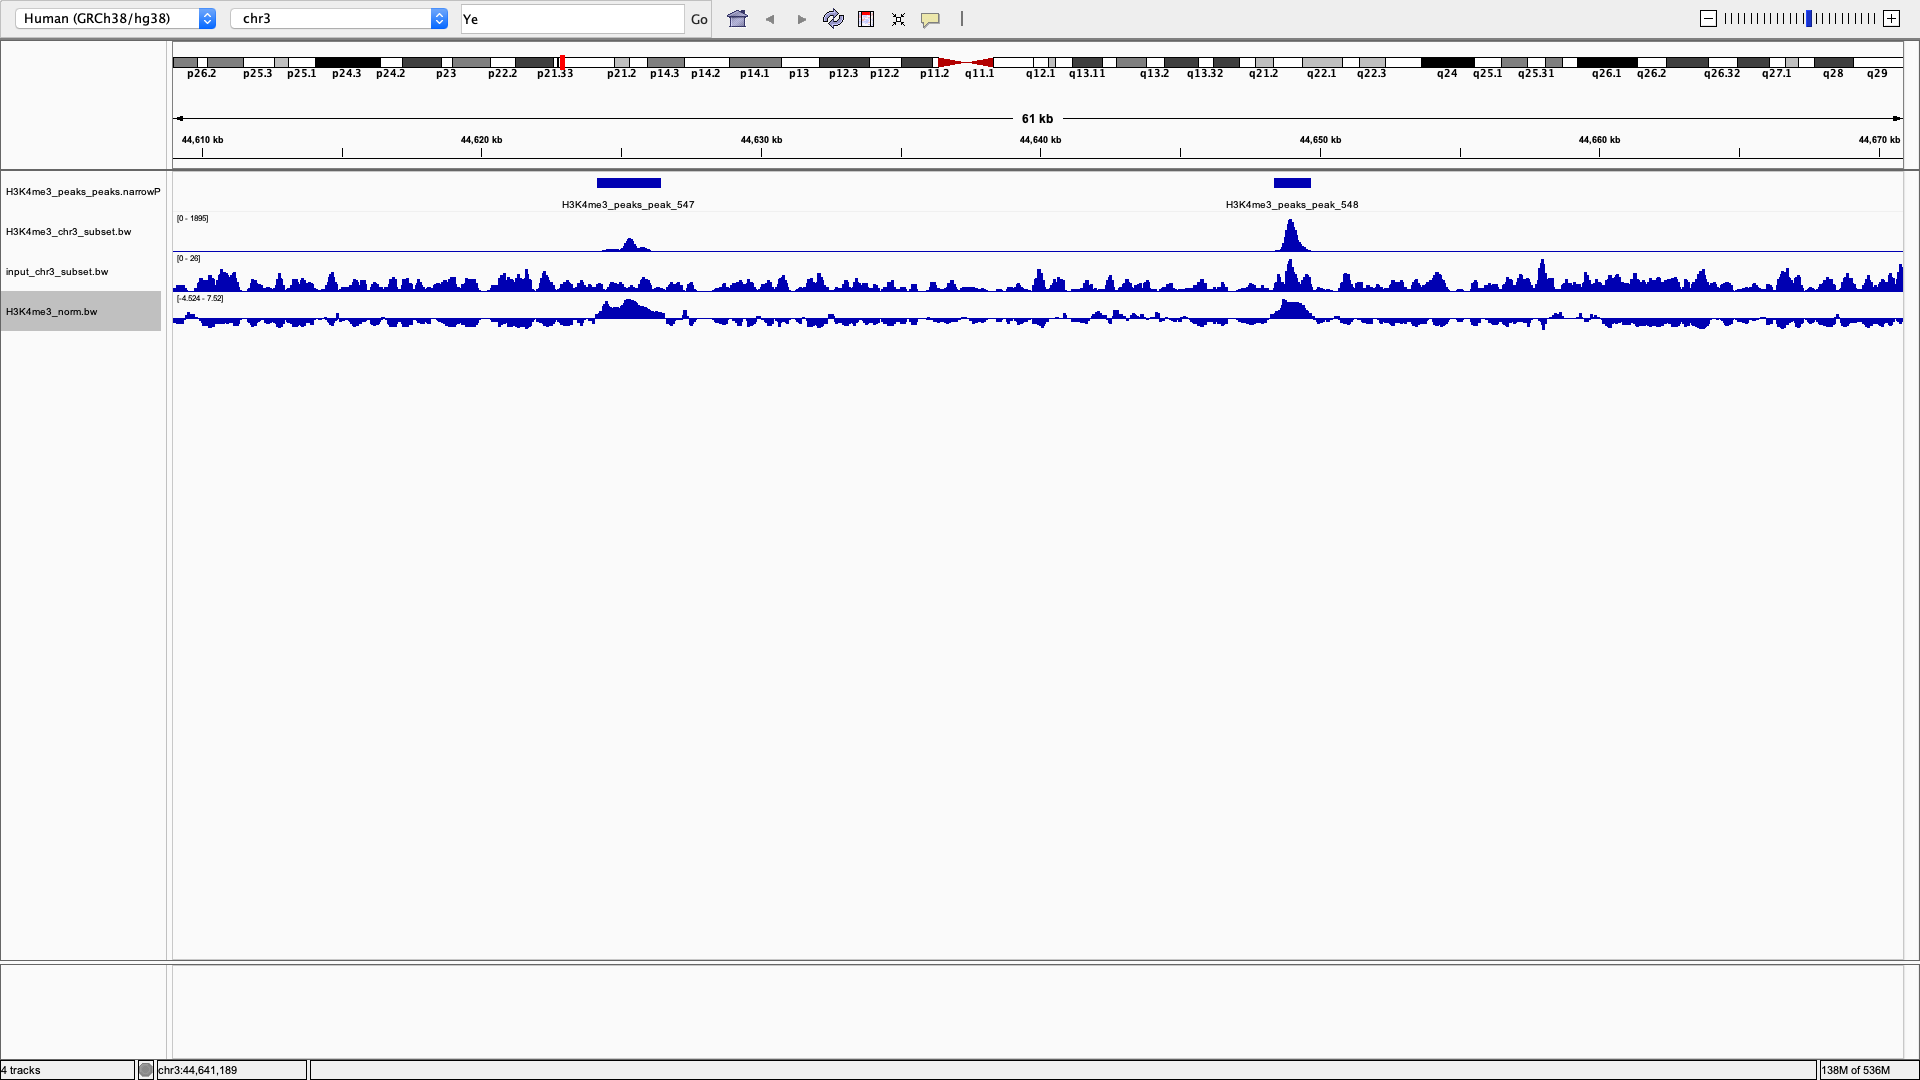 Human (GRCh38/hg38) chr3 Ye Go
p26.2 p25.3 p25.1 p24.3 p24.2 p23 p22.2 p21.33 p21.2 p14.3 p14.2 p14.1 p13 p12.3 p12.2 p11.2 q11.1 q12.1 q13.11 q13.2 q13.32 q21.2 q22.1 q22.3 q24 q25.1 q25.31 q26.1 q26.2 q26.32 q27.1 q28 q29
61 kb
44,610 kb 44,620 kb 44,630 kb 44,640 kb 44,650 kb 44,660 kb 44,670 kb
H3K4me3_peaks_peaks.narrowP
H3K4me3_peaks_peak_547 H3K4me3_peaks_peak_548
[0 - 1895]
H3K4me3_chr3_subset.bw
[0 - 26]
input_chr3_subset.bw
[-4.524 - 7.52]
H3K4me3_norm.bw
4 tracks chr3:44,641,189 138M of 536M